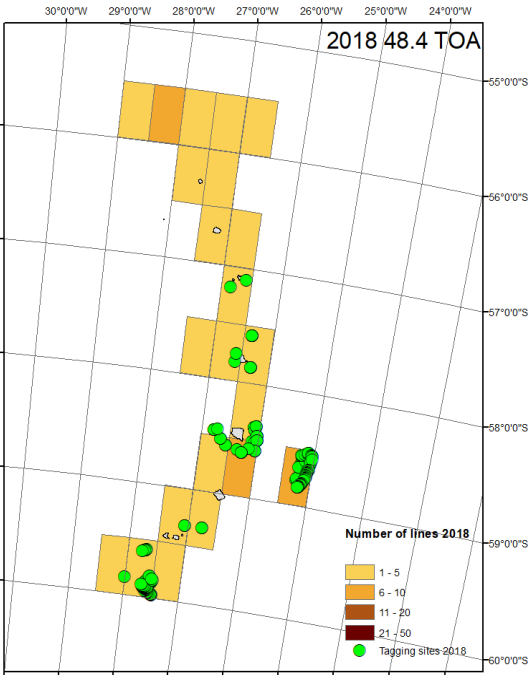 30°0'0"W 29°0'0"W 28°0'0"W 27°0'0"W 26°0'0"W 25°0'0"W 24°0'0"W
2018 48.4 TOA
55°0'0"S
56°0'0"S
57°0'0"S
58°0'0"S
59°0'0"S
60°0'0"S
Number of lines 2018
1 - 5
6 - 10
11 - 20
21 - 50
Tagging sites 2018